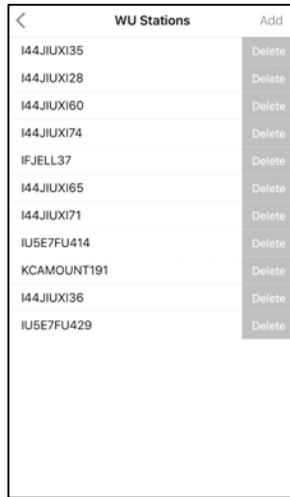 WU Stations Add
I44JIUXI35 Delete
I44JIUXI28 Delete
I44JIUXI60 Delete
I44JIUXI74 Delete
IFJELL37 Delete
I44JIUXI65 Delete
I44JIUXI71 Delete
IU5E7FU414 Delete
KCAMOUNT191 Delete
I44JIUXI36 Delete
IU5E7FU429 Delete